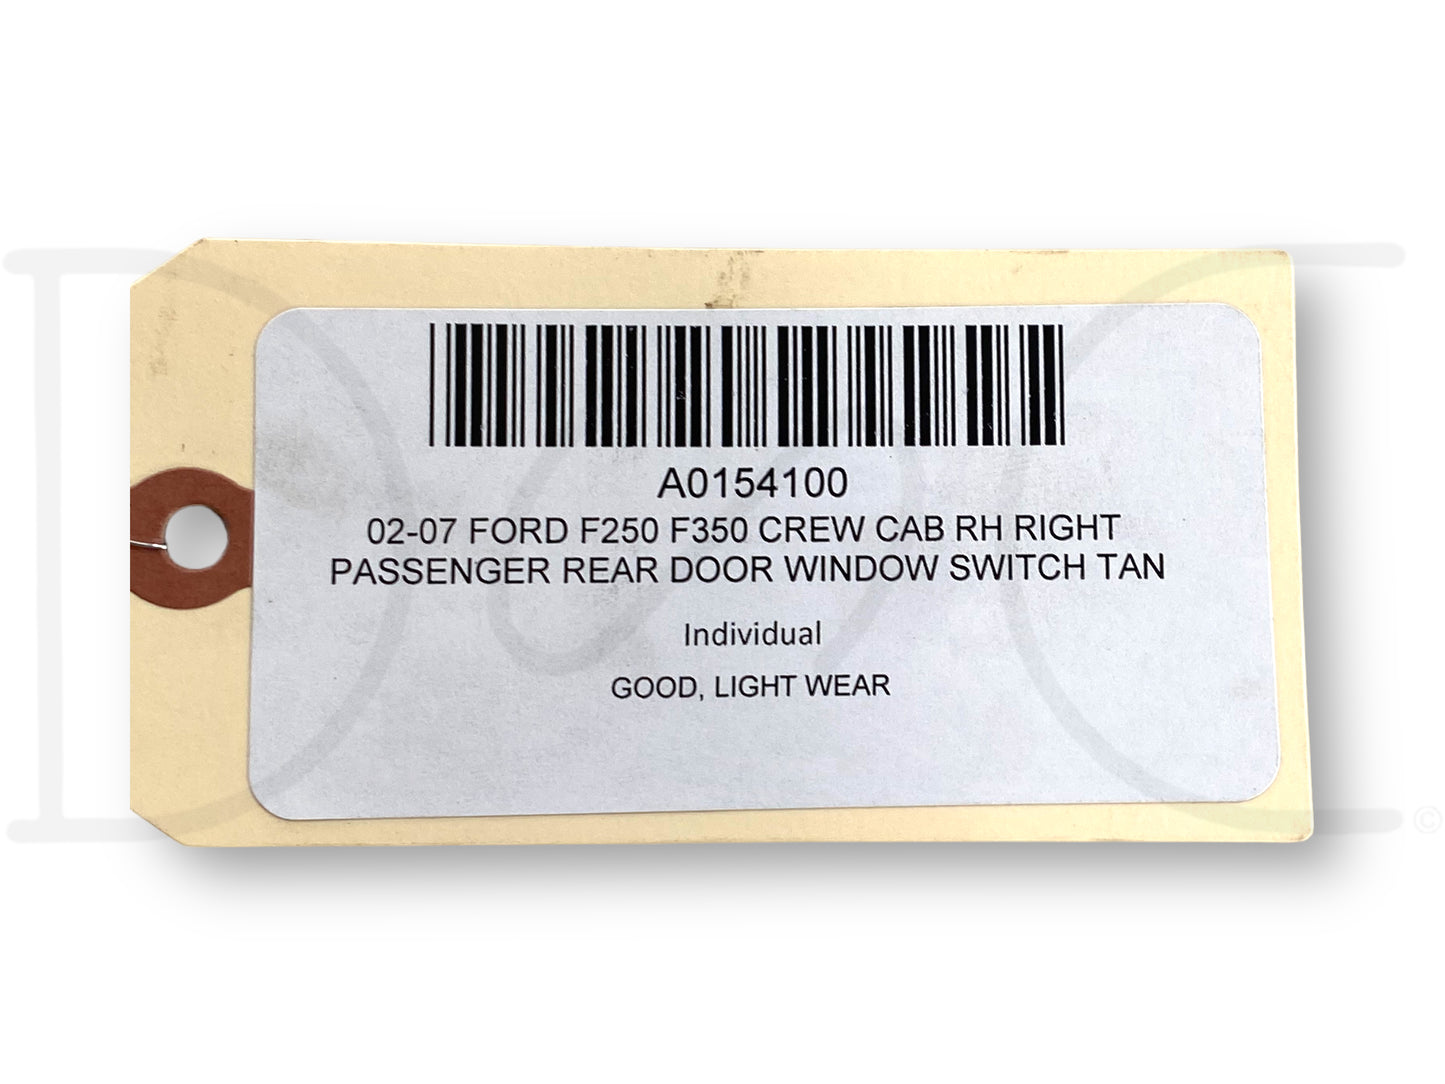 A0154100
02-07 FORD F250 F350 CREW CAB RH RIGHT
PASSENGER REAR DOOR WINDOW SWITCH TAN
Individual
GOOD, LIGHT WEAR
©